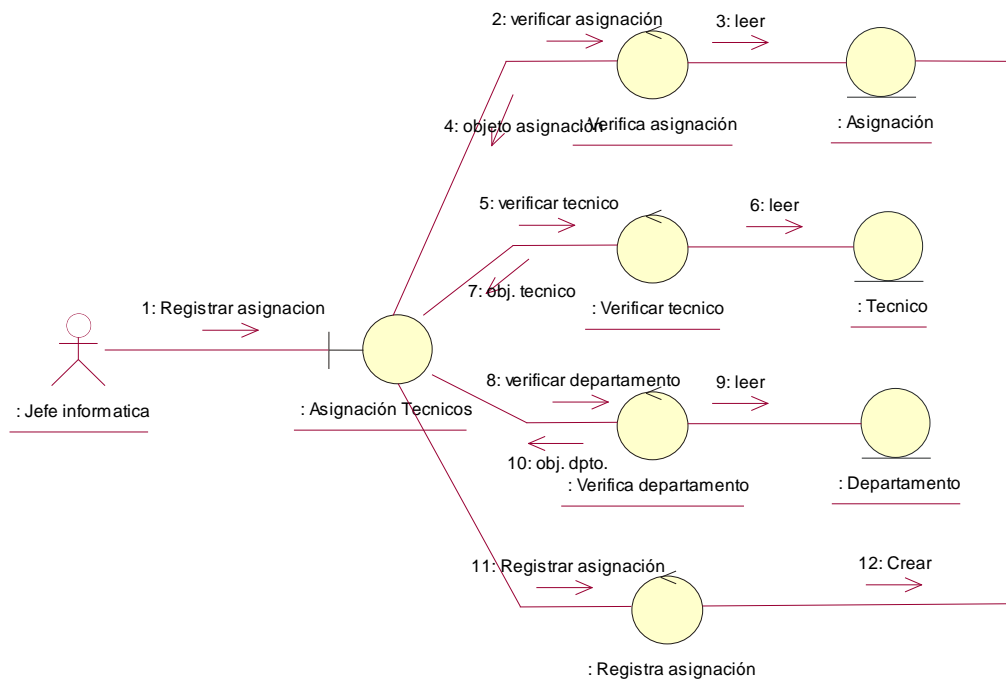 2: verificar asignación
3: leer
4: objeto asignación
: Verifica asignación
: Asignación
5: verificar tecnico
6: leer
7: obj. tecnico
: Verificar tecnico
: Tecnico
1: Registrar asignacion
: Jefe informatica
: Asignación Tecnicos
8: verificar departamento
9: leer
10: obj. dpto.
: Verifica departamento
: Departamento
11: Registrar asignación
12: Crear
: Registra asignación